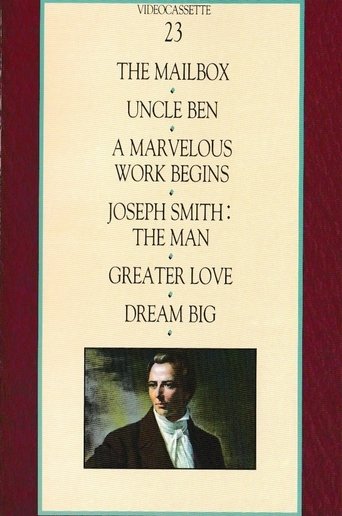 VIDEOCASSETTE
23
THE MAILBOX
UNCLE BEN
A MARVELOUS
WORK BEGINS
JOSEPH SMITH:
THE MAN
GREATER LOVE
DREAM BIG